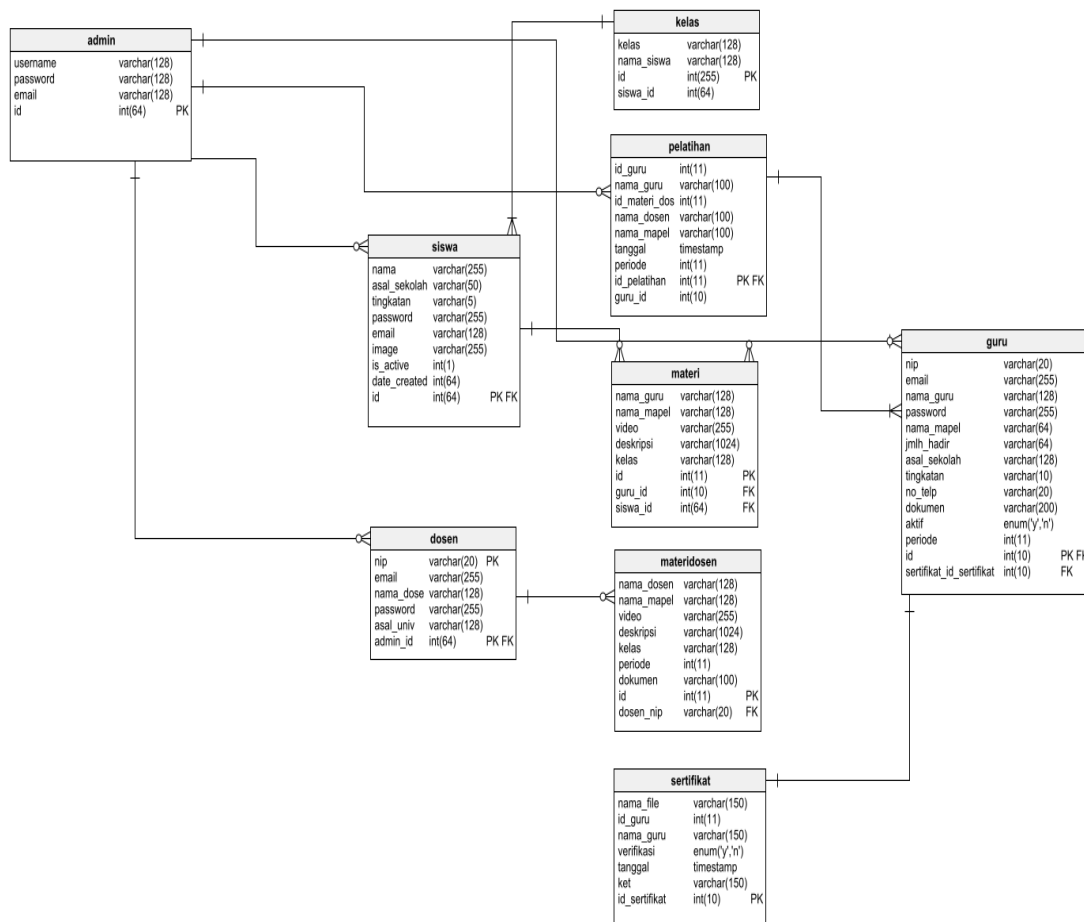 admin
username varchar(128)
password varchar(128)
email varchar(128)
id int(64) PK
kelas
kelas varchar(128)
nama_siswa varchar(128)
id int(255) PK
siswa_id int(64)
pelatihan
id_guru int(11)
nama_guru varchar(100)
id_materi_dos int(11)
nama_dosen varchar(100)
nama_mapel varchar(100)
tanggal timestamp
periode int(11)
id_pelatihan int(11) PK FK
guru_id int(10)
siswa
nama varchar(255)
asal_sekolah varchar(50)
tingkatan varchar(5)
password varchar(255)
email varchar(128)
image varchar(255)
is_active int(1)
date_created int(64)
id int(64) PK FK
materi
nama_guru varchar(128)
nama_mapel varchar(128)
video varchar(255)
deskripsi varchar(1024)
kelas varchar(128)
id int(11) PK
guru_id int(10) FK
siswa_id int(64) FK
guru
nip varchar(20)
email varchar(255)
nama_guru varchar(128)
password varchar(255)
nama_mapel varchar(64)
jmlh_hadir varchar(64)
asal_sekolah varchar(128)
tingkatan varchar(10)
no_telp varchar(20)
dokumen varchar(200)
aktif enum('y','n')
periode int(11)
id int(10) PK FK
sertifikat_id_sertifikat int(10) FK
dosen
nip varchar(20) PK
email varchar(255)
nama_dose varchar(128)
password varchar(255)
asal_univ varchar(128)
admin_id int(64) PK FK
materidosen
nama_dosen varchar(128)
nama_mapel varchar(128)
video varchar(255)
deskripsi varchar(1024)
kelas varchar(128)
periode int(11)
dokumen varchar(100)
id int(11) PK
dosen_nip varchar(20) FK
sertifikat
nama_file varchar(150)
id_guru int(11)
nama_guru varchar(150)
verifikasi enum('y','n')
tanggal timestamp
ket varchar(150)
id_sertifikat int(10) PK